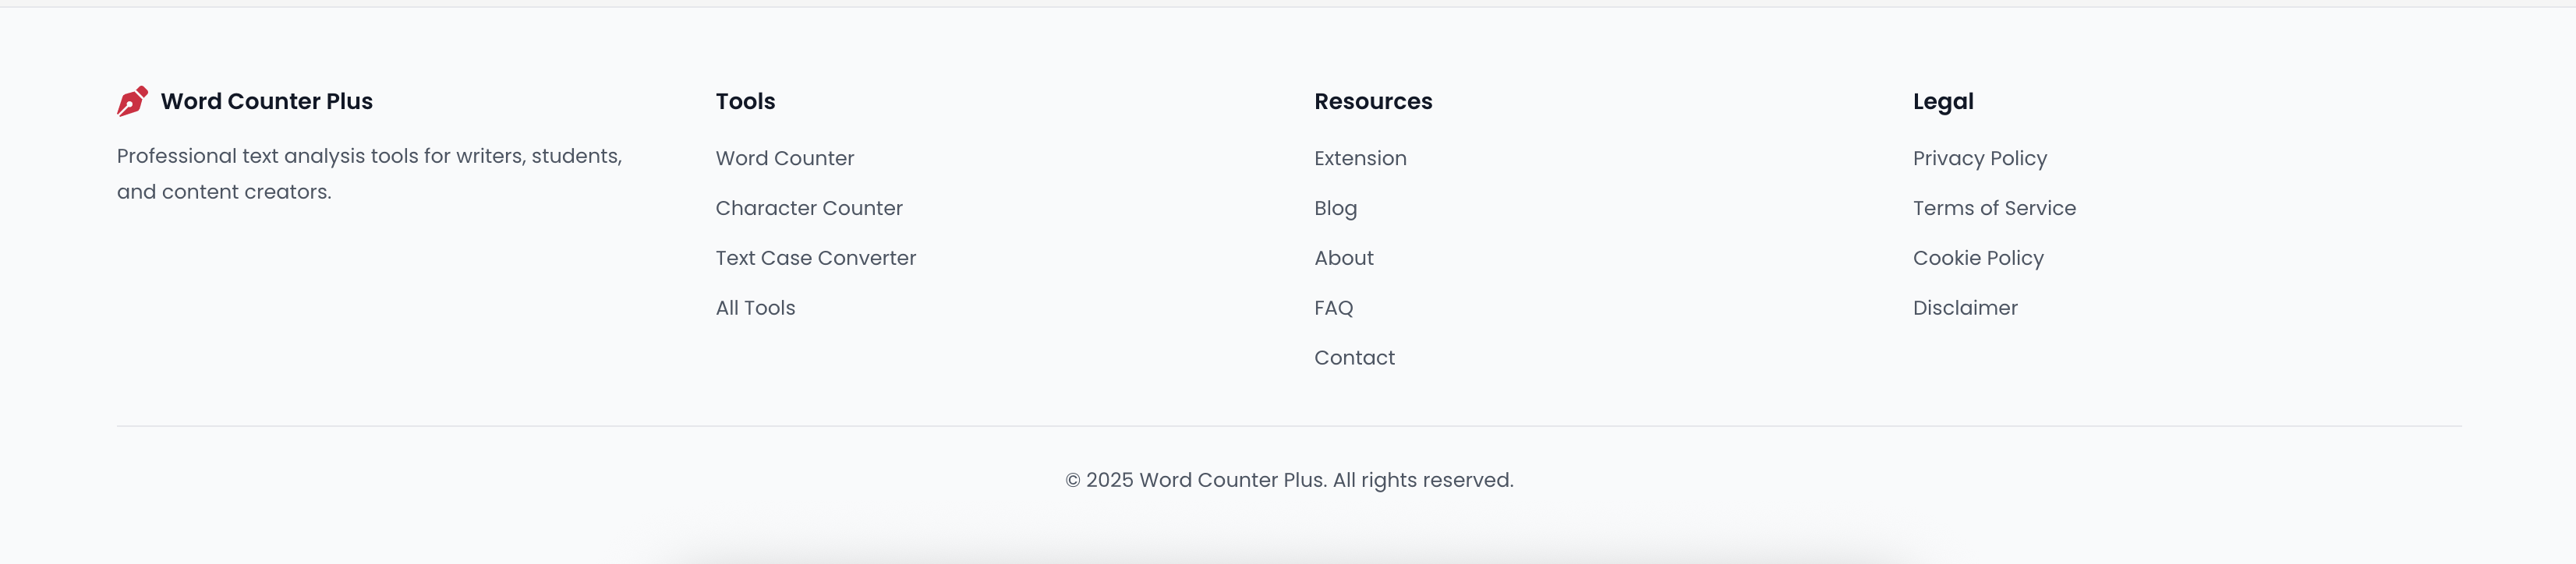 Word Counter Plus
Professional text analysis tools for writers, students,
and content creators.
Tools
Word Counter
Character Counter
Text Case Converter
All Tools
Resources
Extension
Blog
About
FAQ
Contact
Legal
Privacy Policy
Terms of Service
Cookie Policy
Disclaimer
© 2025 Word Counter Plus. All rights reserved.